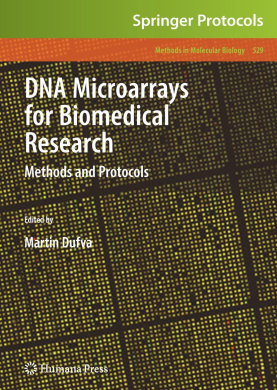 Springer Protocols
Methods in Molecular Biology 529
DNA Microarrays
for Biomedical
Research
Methods and Protocols
Edited by
Martin Dufva
Humana Press